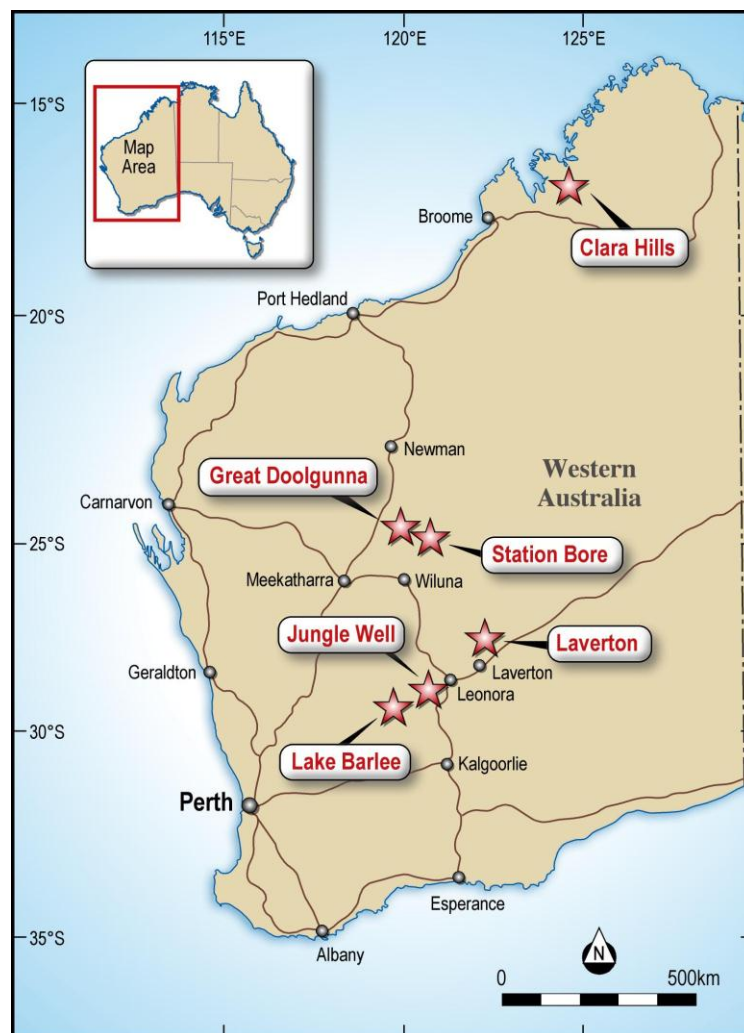 115°E
120°E
125°E
15°S
Map
Area
Broome
Clara Hills
Port Hedland
20°S
Newman
Great Doolgunna
Western
Australia
Carnarvon
25°S
Station Bore
Meekatharra
Wiluna
Jungle Well
Laverton
Geraldton
Laverton
Leonora
30°S
Lake Barlee
Kalgoorlie
Perth
Esperance
35°S
Albany
N
0
500km